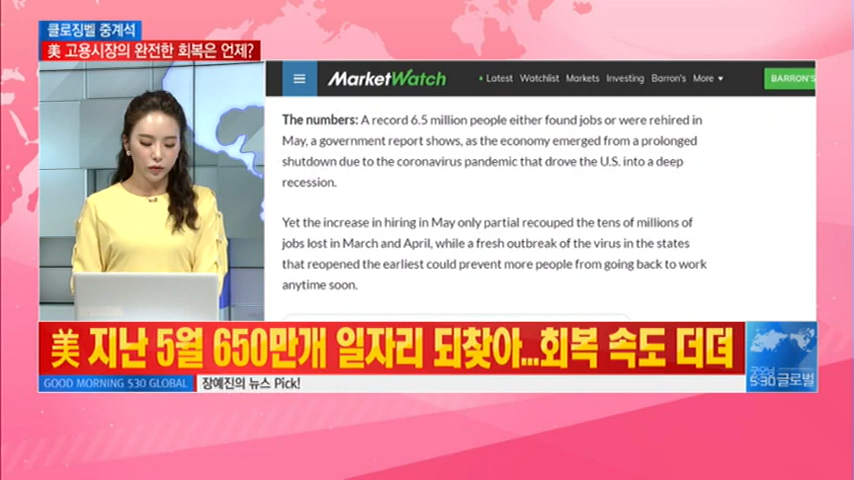 클로징벨 중계석
美 고용시장의 완전한 회복은 언제?
MarketWatch
Latest Watchlist Markets Investing Barron's More
BARRON'S
The numbers: A record 6.5 million people either found jobs or were rehired in
May, a government report shows, as the economy emerged from a prolonged
shutdown due to the coronavirus pandemic that drove the U.S. into a deep
recession.
Yet the increase in hiring in May only partial recouped the tens of millions of
jobs lost in March and April, while a fresh outbreak of the virus in the states
that reopened the earliest could prevent more people from going back to work
anytime soon.
美 지난 5월 650만개 일자리 되찾아...회복 속도 더뎌
굿모닝
5:30 글로벌
GOOD MORNING 530 GLOBAL 장예진의 뉴스 Pick!